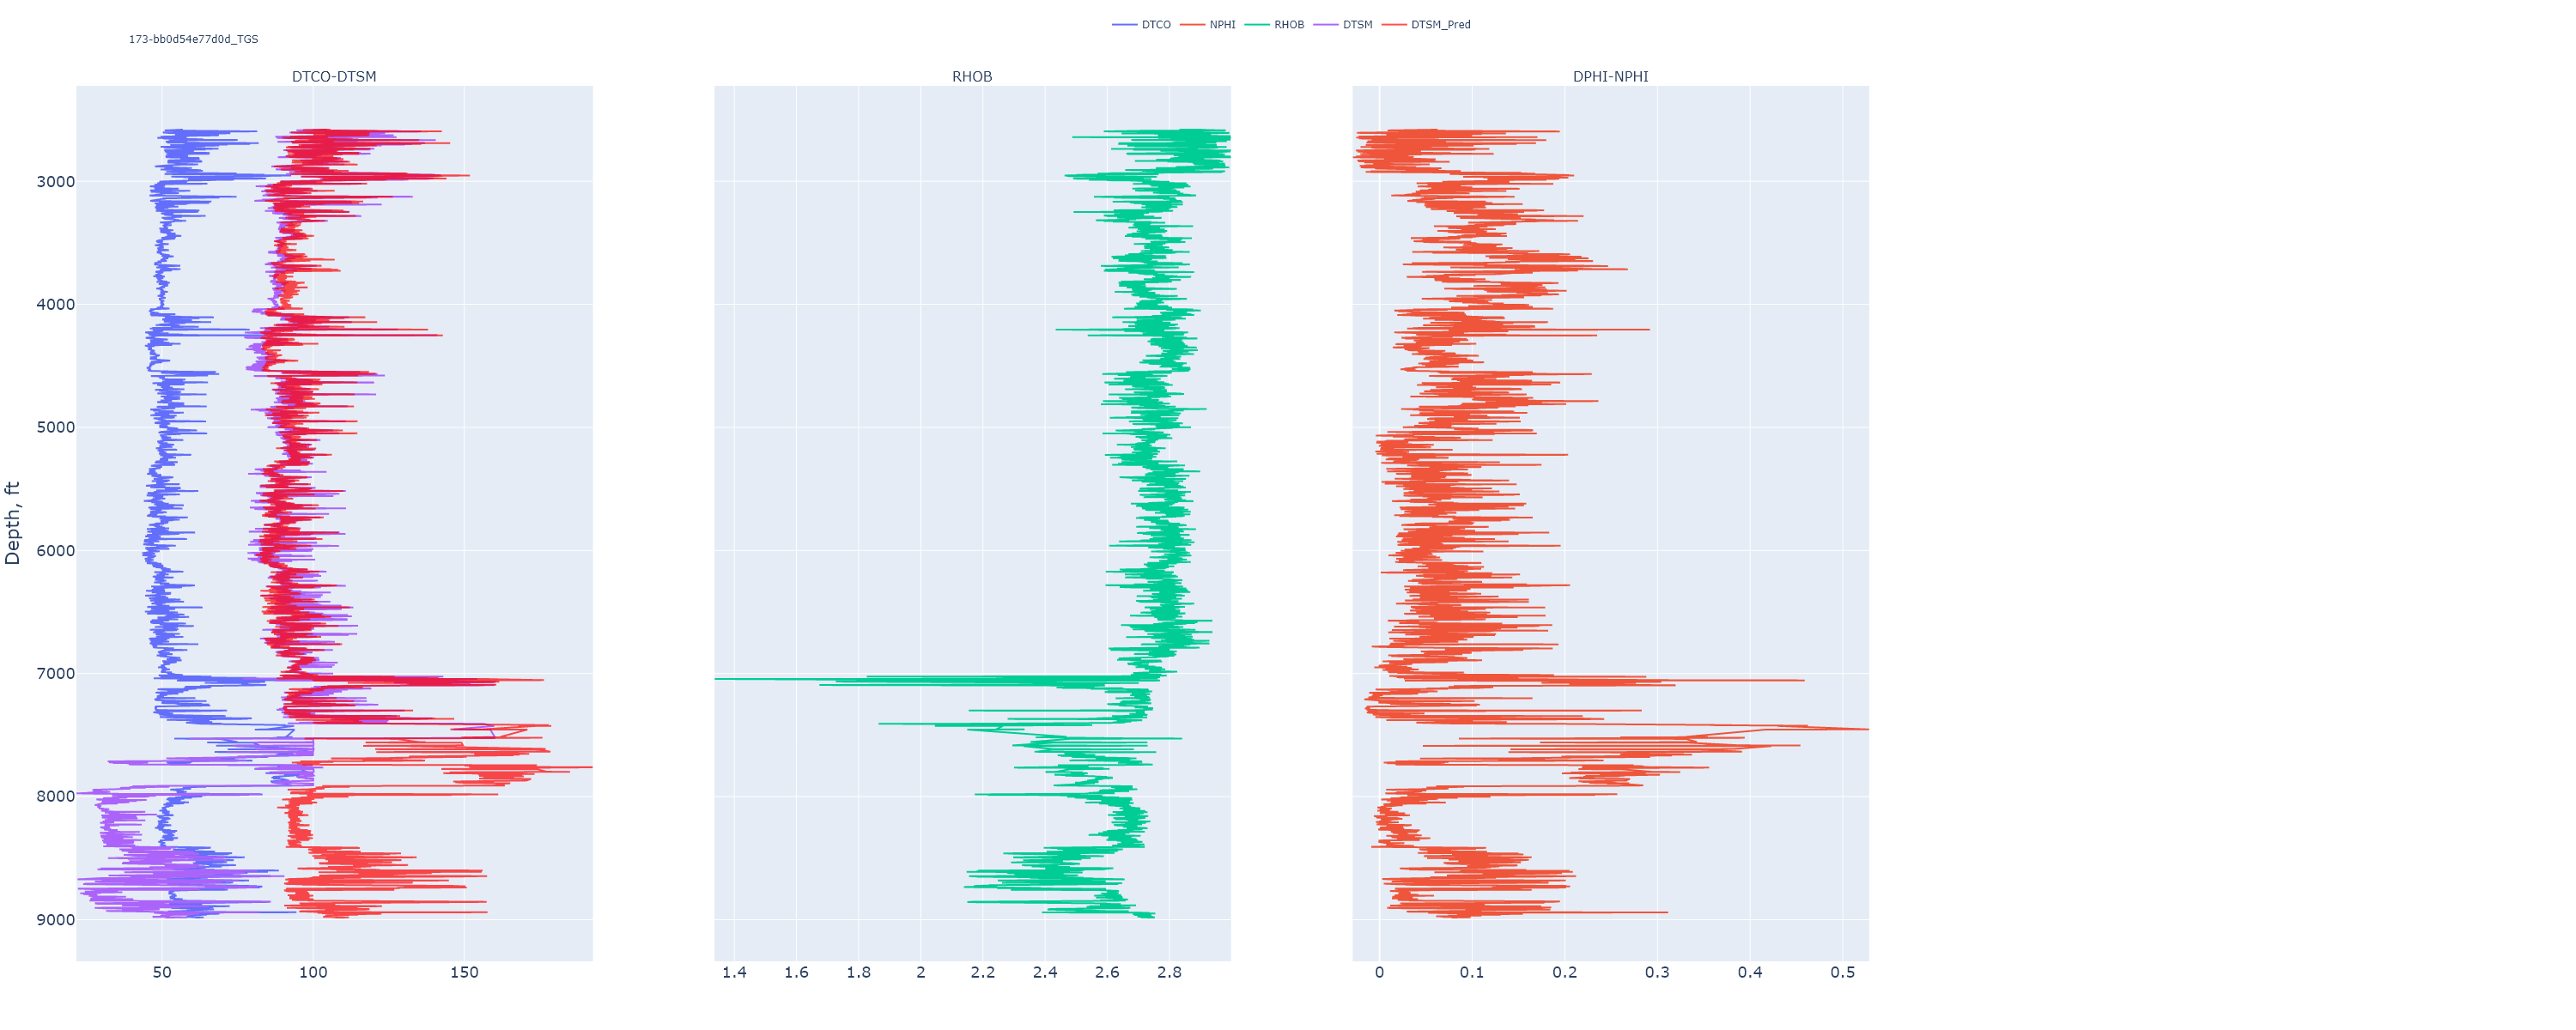 DTCO NPHI RHOB DTSM DTSM_Pred
173-bb0d54e77d0d_TGS
DTCO-DTSM RHOB DPHI-NPHI
3000
4000
5000
Depth, ft
6000
7000
8000
9000
50 100 150 1.4 1.6 1.8 2 2.2 2.4 2.6 2.8 0 0.1 0.2 0.3 0.4 0.5